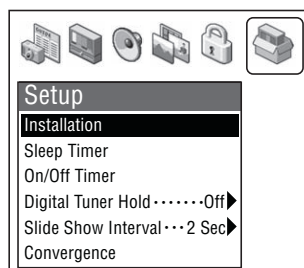 Setup
Installation
Sleep Timer
On/Off Timer
Digital Tuner Hold ·······Off
Slide Show Interval ···2 Sec
Convergence